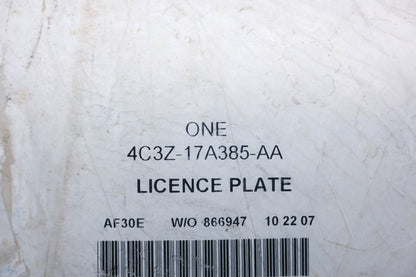 ONE
4C3Z-17A385-AA
LICENCE PLATE
AF30E W/O 866947 10 22 07